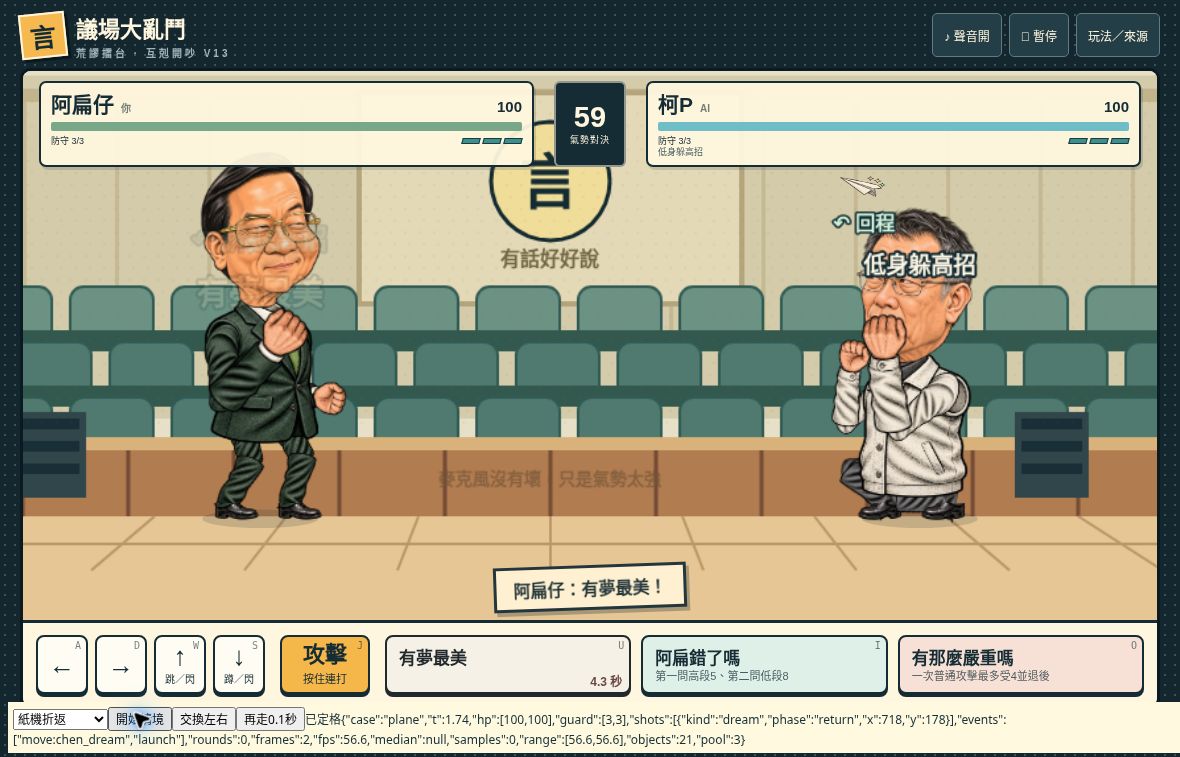 言
議場大亂鬥
荒謬擂台 · 互剋開吵 V13
♪ 聲音開
暫停
玩法／來源
阿扁仔 你
100
防守 3/3
59
氣勢對決
柯P AI
100
防守 3/3
低身躲高招
言
有話好好說
↶ 回程
低身躲高招
麥克風沒有壞 只是氣勢太強
阿扁仔：有夢最美！
A
←
D
→
W
↑
跳／閃
S
↓
蹲／閃
J
攻擊
按住連打
U
有夢最美
4.3 秒
I
阿扁錯了嗎
第一問高段5、第二問低段8
O
有那麼嚴重嗎
一次普通攻擊最多受4並退後
紙機折返
交換左右
再走0.1秒
已定格{"case":"plane","t":1.74,"hp":[100,100],"guard":[3,3],"shots":[{"kind":"dream","phase":"return","x":718,"y":178}],"events":
["move:chen_dream","launch"],"rounds":0,"frames":2,"fps":56.6,"median":null,"samples":0,"range":[56.6,56.6],"objects":21,"pool":3}